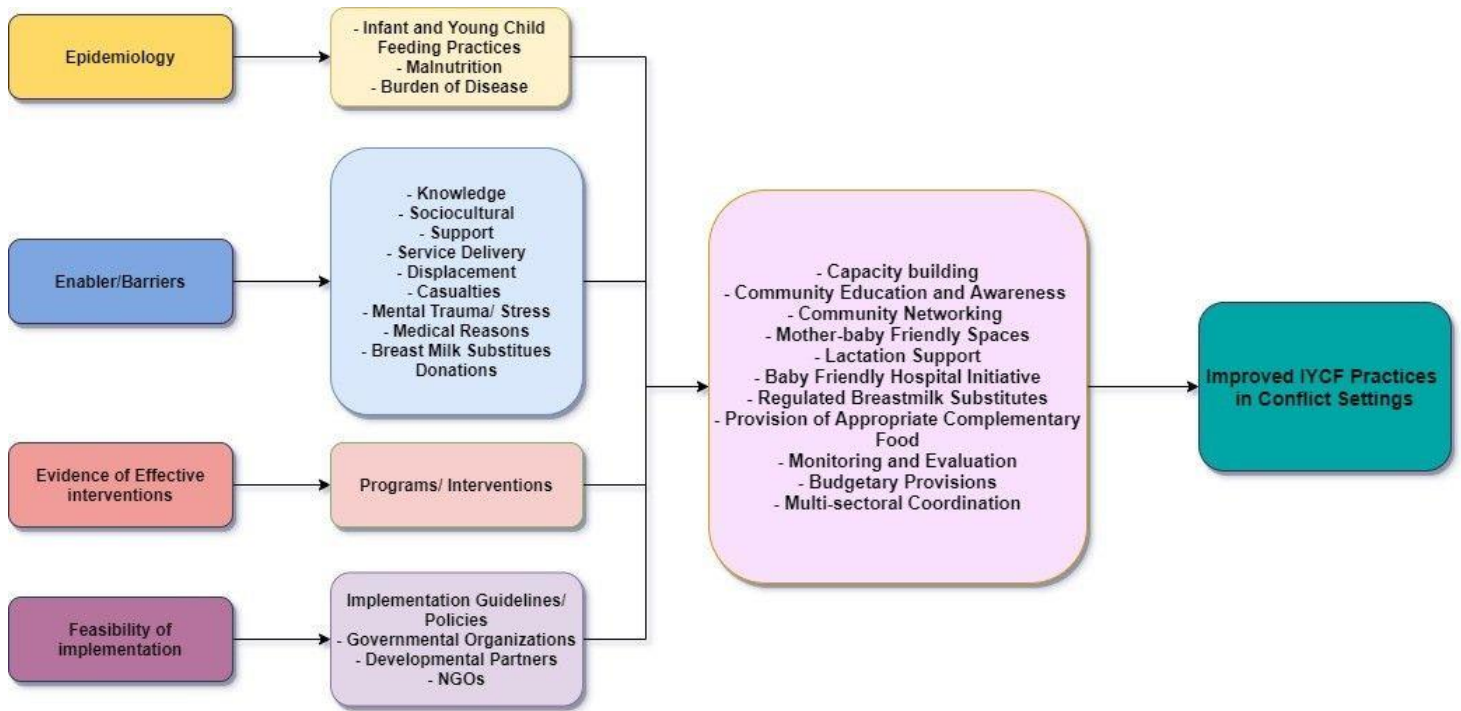 Epidemiology
- Infant and Young Child
Feeding Practices
- Malnutrition
- Burden of Disease
Enabler/Barriers
- Knowledge
- Sociocultural
- Support
- Service Delivery
- Displacement
- Casualties
- Mental Trauma/ Stress
- Medical Reasons
- Breast Milk Substitues
Donations
Evidence of Effective
interventions
Programs/ Interventions
Feasibility of
implementation
Implementation Guidelines/
Policies
- Governmental Organizations
- Developmental Partners
- NGOs
- Capacity building
- Community Education and Awareness
- Community Networking
- Mother-baby Friendly Spaces
- Lactation Support
- Baby Friendly Hospital Initiative
- Regulated Breastmilk Substitutes
- Provision of Appropriate Complementary
Food
- Monitoring and Evaluation
- Budgetary Provisions
- Multi-sectoral Coordination
Improved IYCF Practices
in Conflict Settings